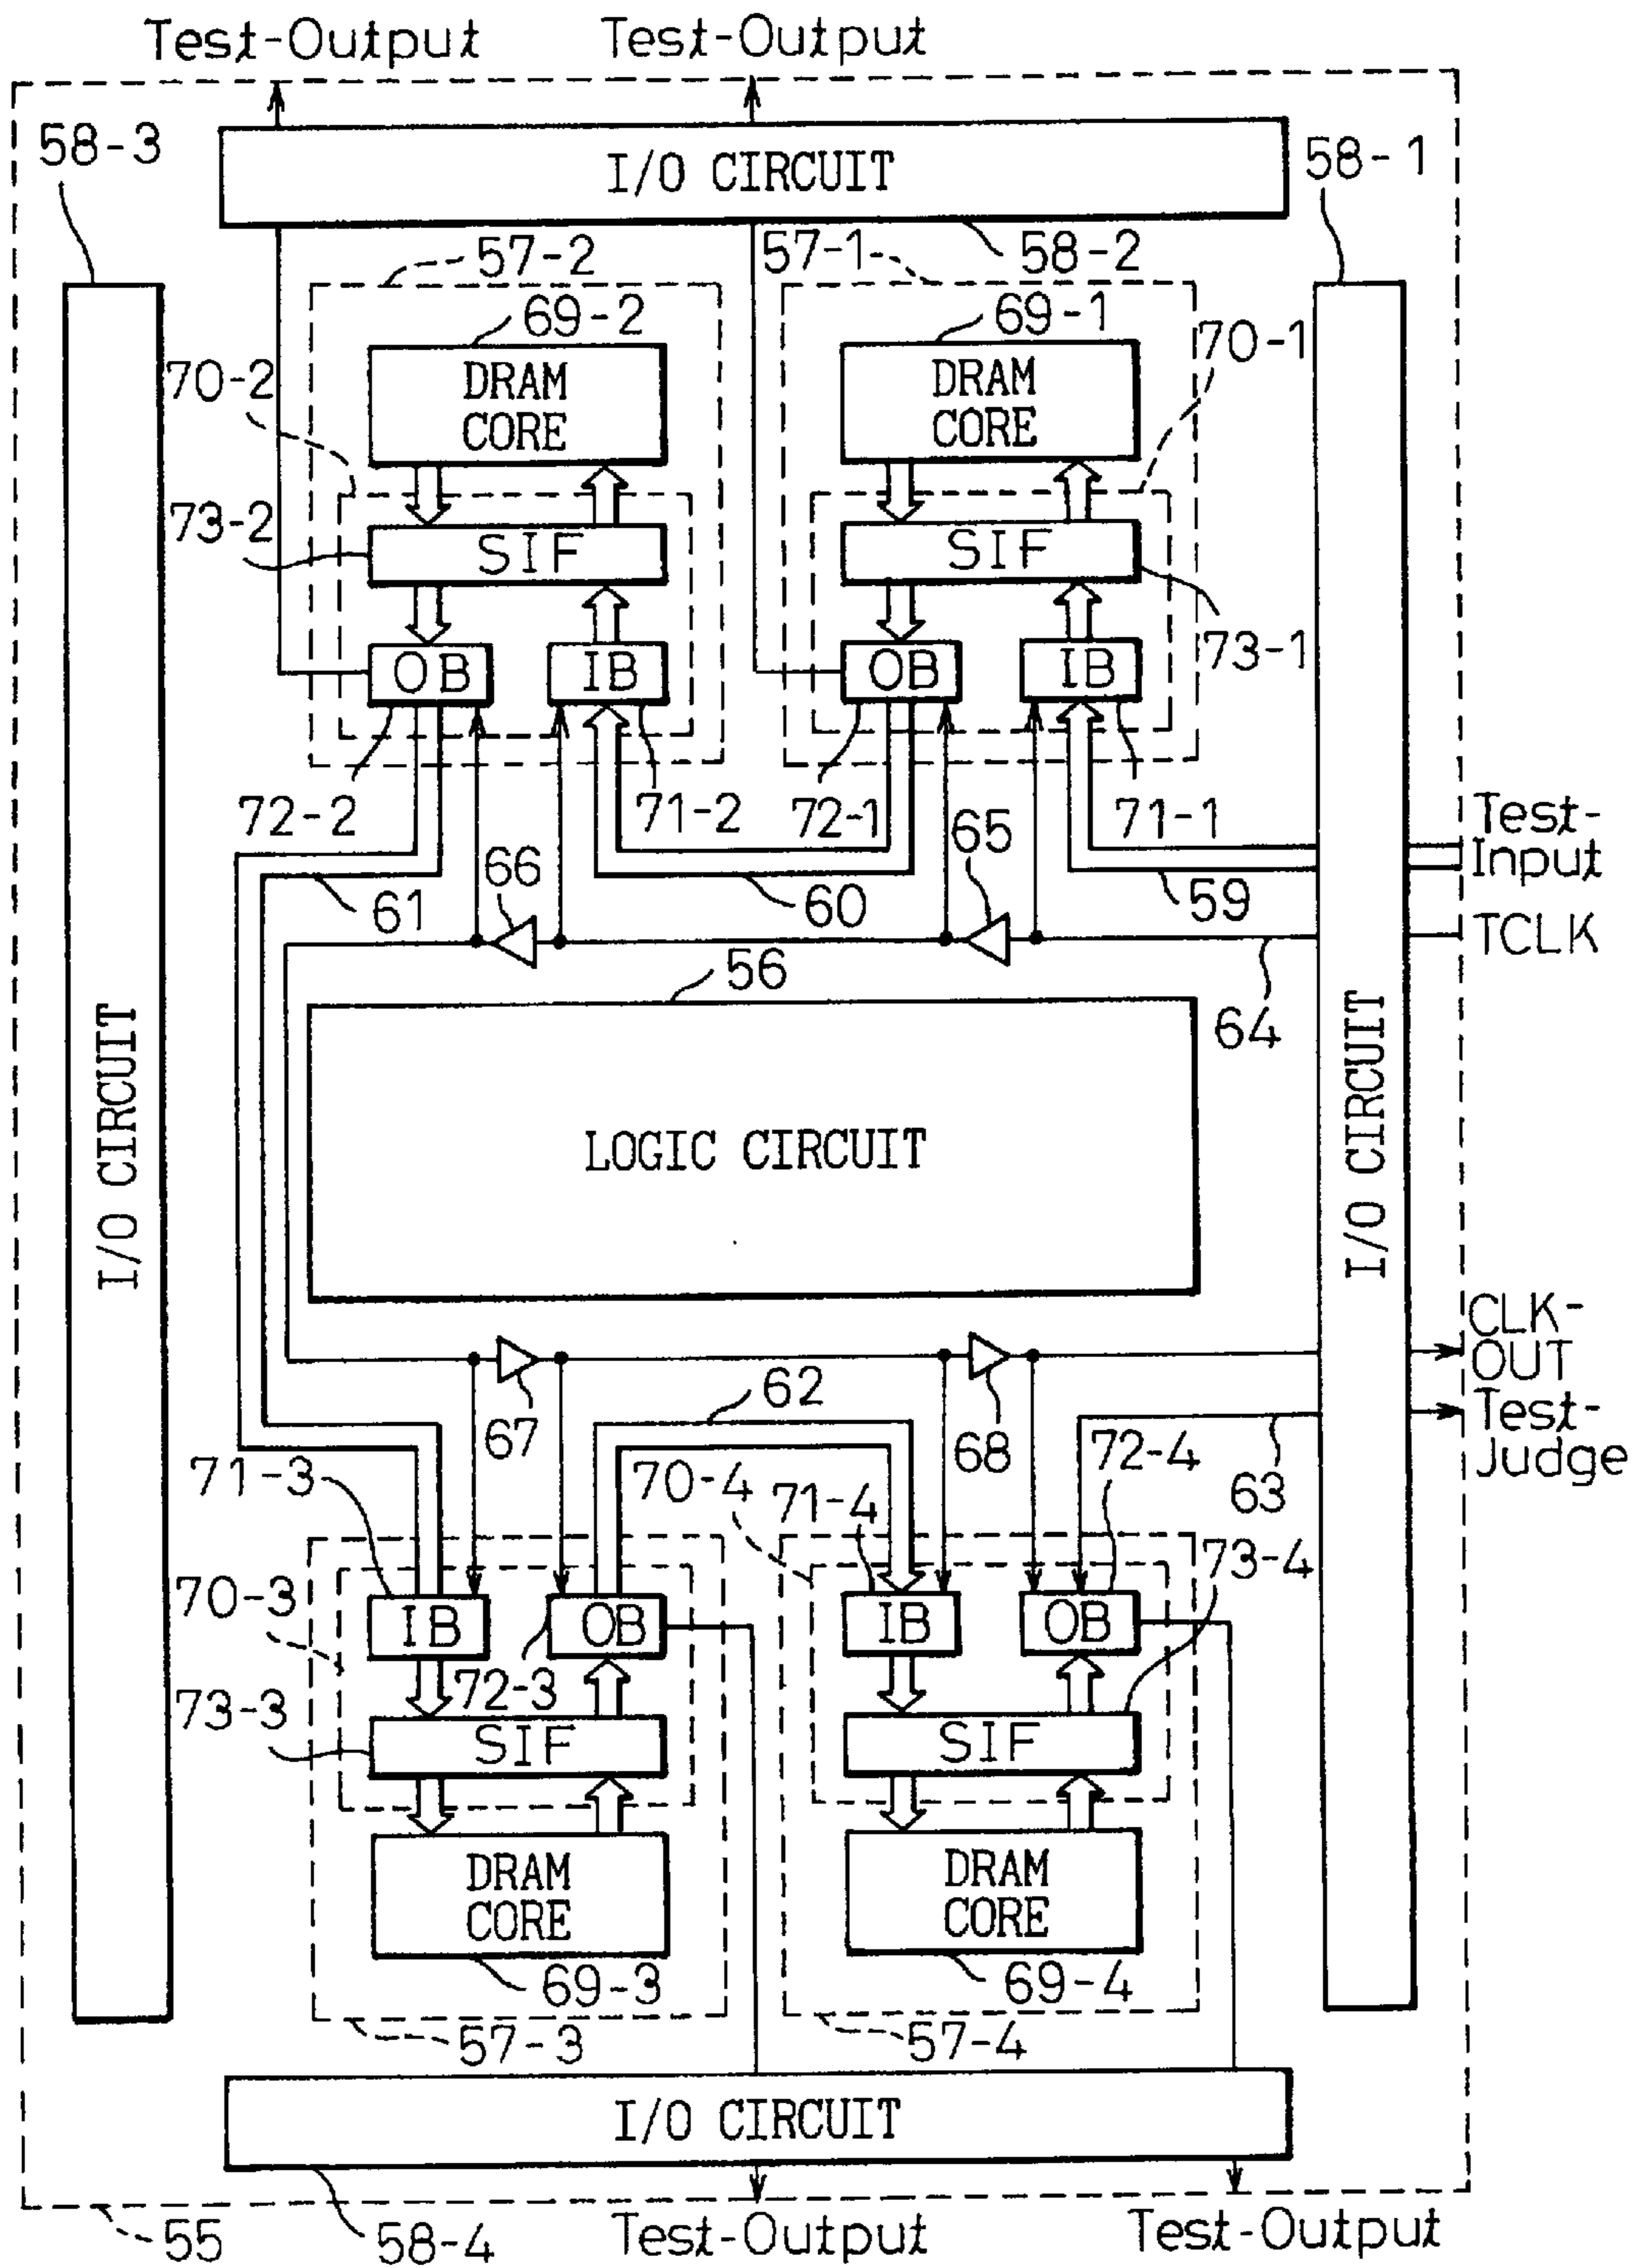 Test-Output
Test-Output
58-3
I/O CIRCUIT
58-1
57-2
57-1
58-2
69-2
69-1
70-2
DRAM
CORE
DRAM
CORE
70-1
73-2
SIF
SIF
OB
IB
OB
IB
73-1
72-2
71-2
72-1
71-1
Test-
Input
61
66
60
65
59
TCLK
56
64
I/O CIRCUIT
LOGIC CIRCUIT
I/O CIRCUIT
CLK-
OUT
67
62
68
63
Test-
Judge
71-3
70-4
71-4
72-4
73-4
70-3
IB
OB
IB
OB
72-3
73-3
SIF
SIF
DRAM
CORE
DRAM
CORE
69-3
69-4
57-3
57-4
I/O CIRCUIT
55
58-4
Test-Output
Test-Output